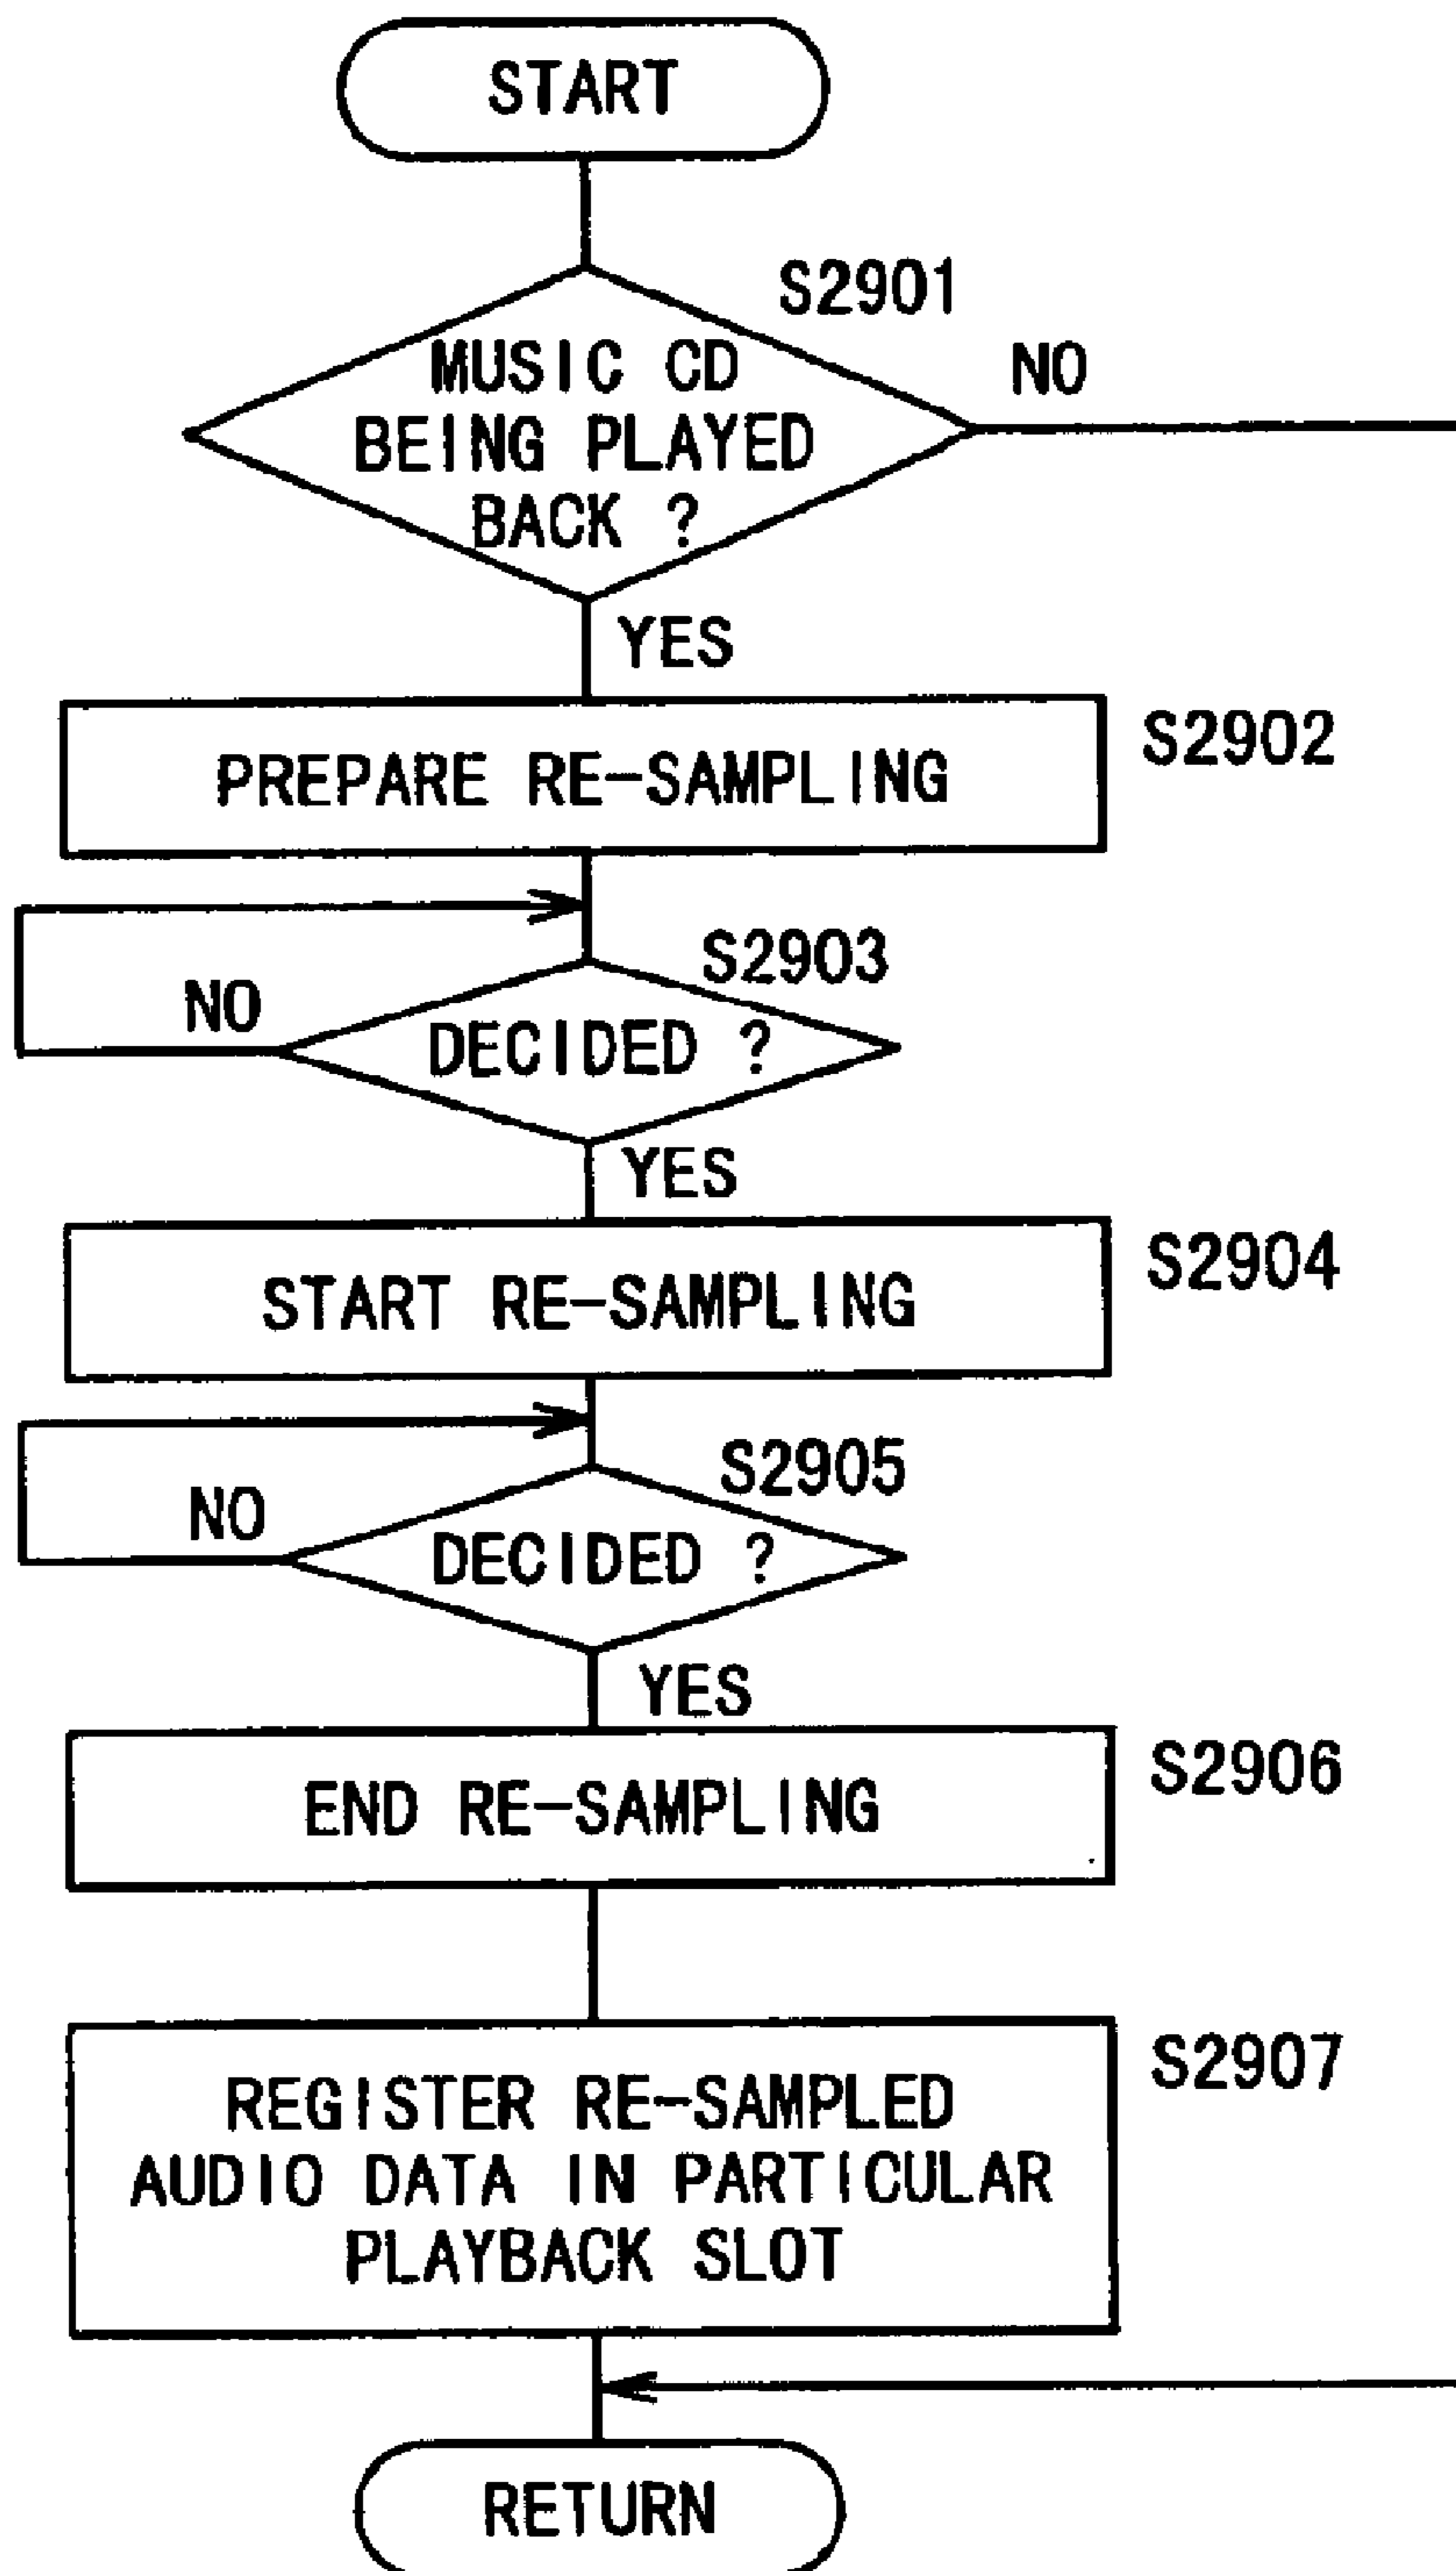 START
S2901
MUSIC CD
BEING PLAYED
BACK ?
NO
YES
PREPARE RE-SAMPLING
S2902
S2903
NO
DECIDED ?
YES
START RE-SAMPLING
S2904
S2905
NO
DECIDED ?
YES
END RE-SAMPLING
S2906
REGISTER RE-SAMPLED
AUDIO DATA IN PARTICULAR
PLAYBACK SLOT
S2907
RETURN